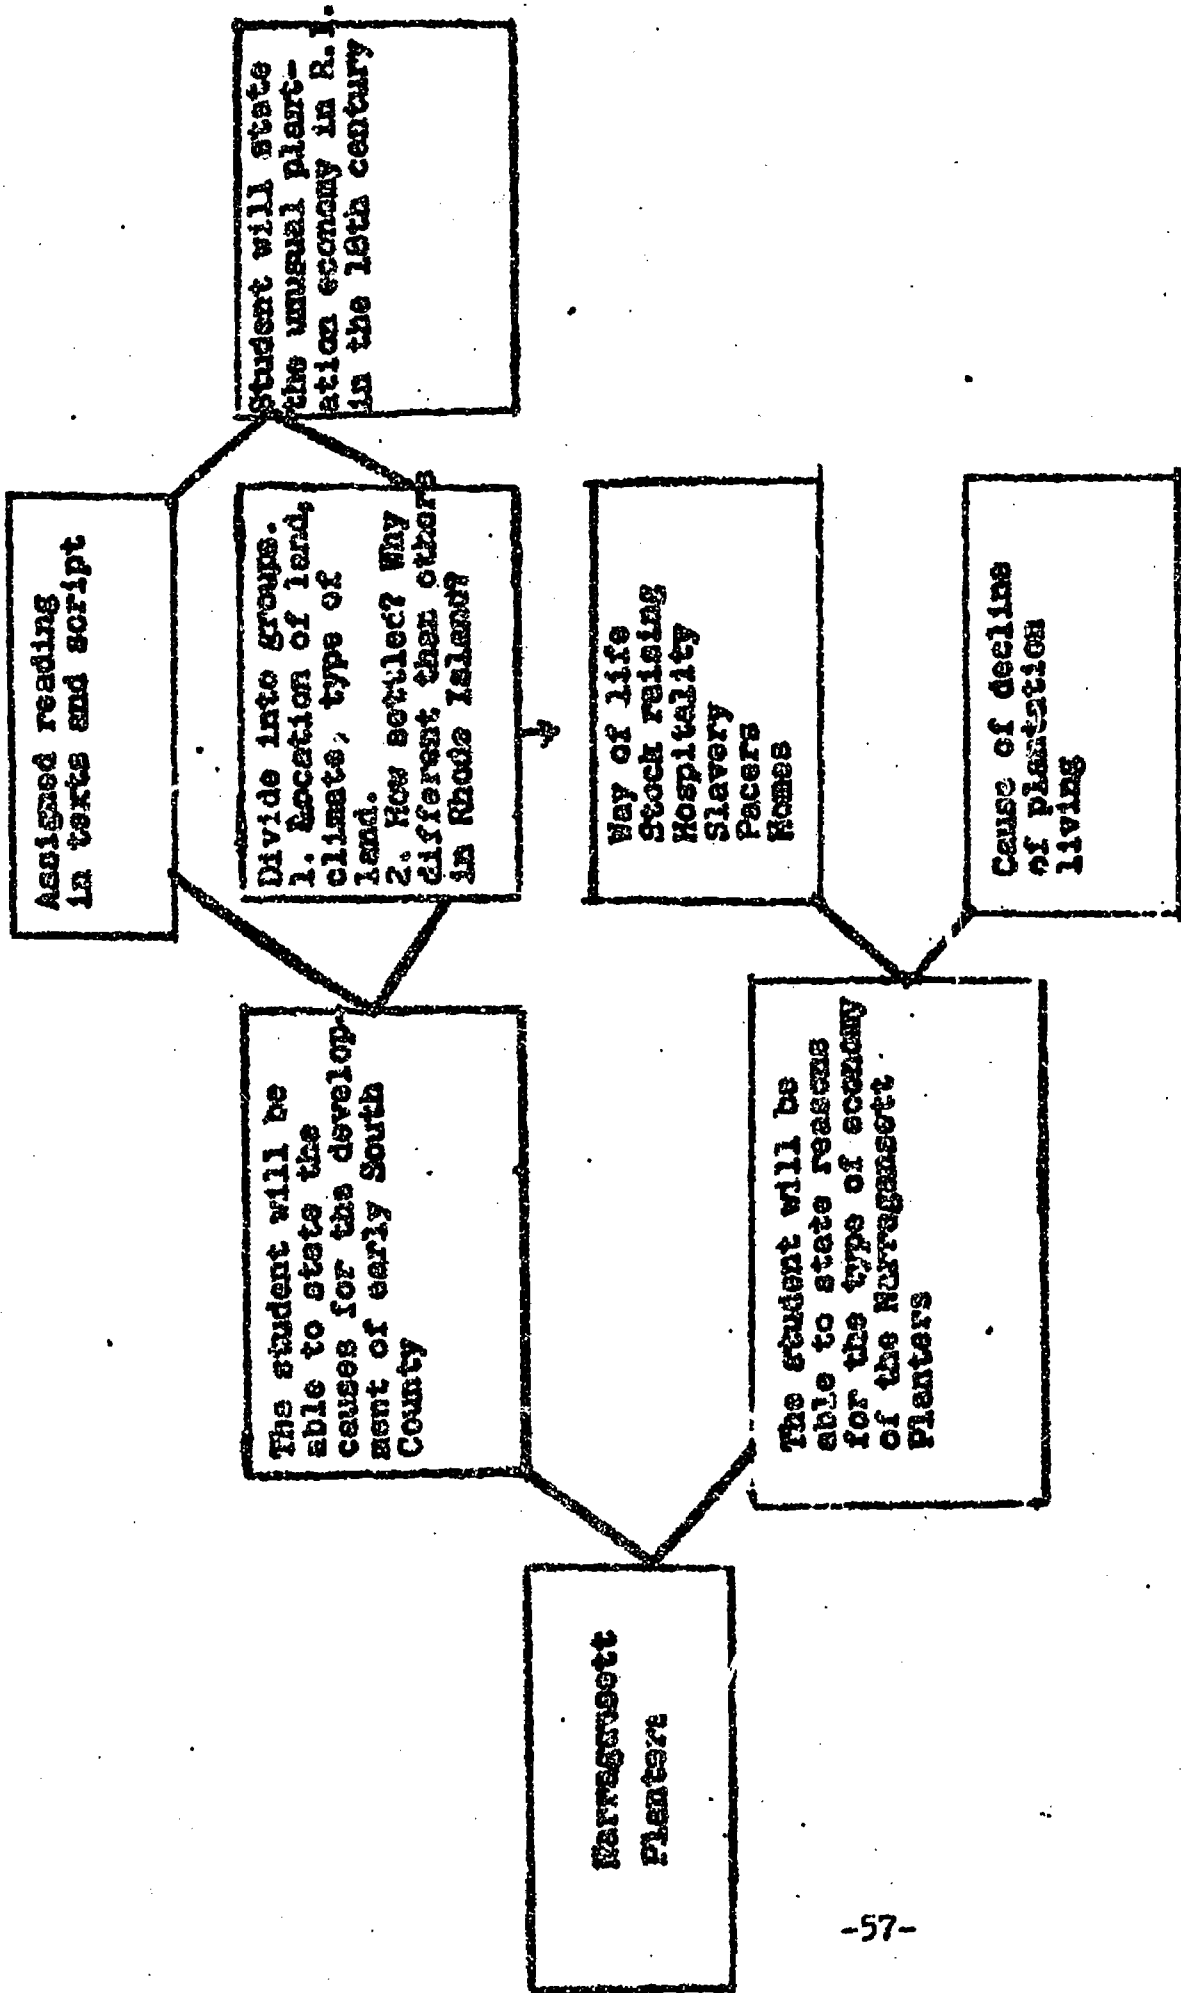 Narragansett
Planters
The student will be
able to state the
causes for the develop-
ment of early South
County
The student will be
able to state reasons
for the type of economy
of the Narragansett
Planters
Assigned reading
in texts and script
Divide into groups.
1. Location of land,
climate, type of
land.
2. How settled? Why
different than others
in Rhode Island?
Way of life
Stock raising
Hospitality
Slavery
Pacers
Homes
Cause of decline
of plantation
living
Student will state
the unusual plant-
ation economy in R.I.
in the 18th century
-57-